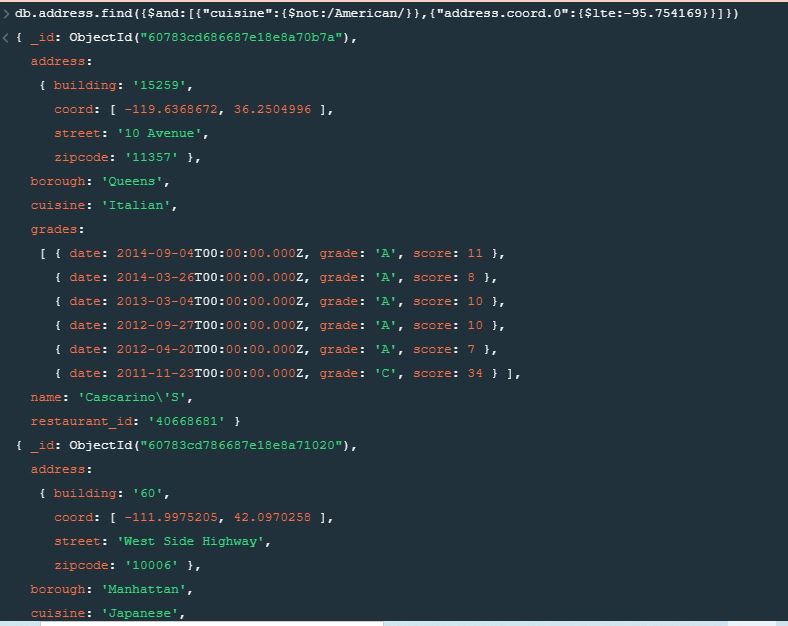 > db.address.find({$and:[{"cuisine":{$not:/American/}},{"address.coord.0":{$lte:-95.754169}}]})
< { _id: ObjectId("60783cd686687e18e8a70b7a"),
address:
{ building: '15259',
coord: [ -119.6368672, 36.2504996 ],
street: '10 Avenue',
zipcode: '11357' },
borough: 'Queens',
cuisine: 'Italian',
grades:
[ { date: 2014-09-04T00:00:00.000Z, grade: 'A', score: 11 },
{ date: 2014-03-26T00:00:00.000Z, grade: 'A', score: 8 },
{ date: 2013-03-04T00:00:00.000Z, grade: 'A', score: 10 },
{ date: 2012-09-27T00:00:00.000Z, grade: 'A', score: 10 },
{ date: 2012-04-20T00:00:00.000Z, grade: 'A', score: 7 },
{ date: 2011-11-23T00:00:00.000Z, grade: 'C', score: 34 } ],
name: 'Cascarino\'S',
restaurant_id: '40668681' }
{ _id: ObjectId("60783cd786687e18e8a71020"),
address:
{ building: '60',
coord: [ -111.9975205, 42.0970258 ],
street: 'West Side Highway',
zipcode: '10006' },
borough: 'Manhattan',
cuisine: 'Japanese',